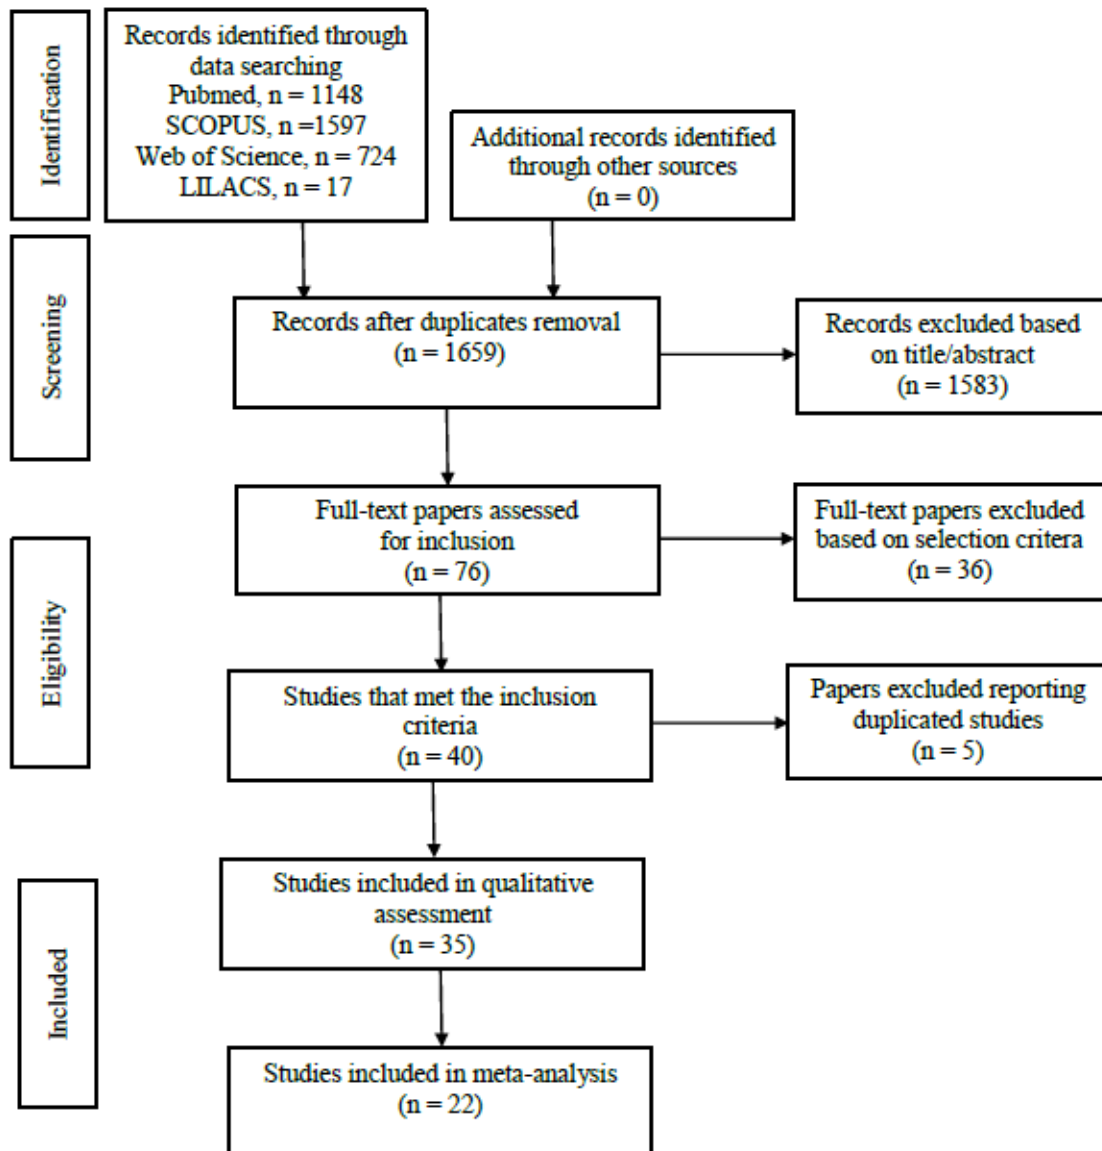 Identification
Records identified through
data searching
Pubmed, n = 1148
SCOPUS, n =1597
Web of Science, n = 724
LILACS, n = 17
Additional records identified
through other sources
(n = 0)
Screening
Records after duplicates removal
(n = 1659)
Records excluded based
on title/abstract
(n = 1583)
Eligibility
Full-text papers assessed
for inclusion
(n = 76)
Full-text papers excluded
based on selection critera
(n = 36)
Studies that met the inclusion
criteria
(n = 40)
Papers excluded reporting
duplicated studies
(n = 5)
Included
Studies included in qualitative
assessment
(n = 35)
Studies included in meta-analysis
(n = 22)